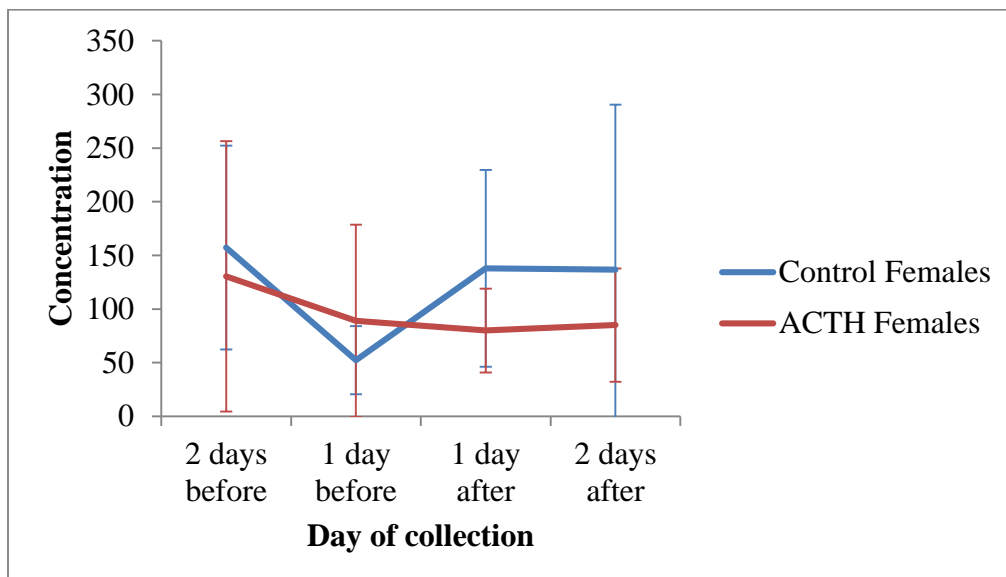 350
300
250
200
150
100
50
0
Concentration
2 days
before
1 day
before
1 day
after
2 days
after
Day of collection
Control Females
ACTH Females